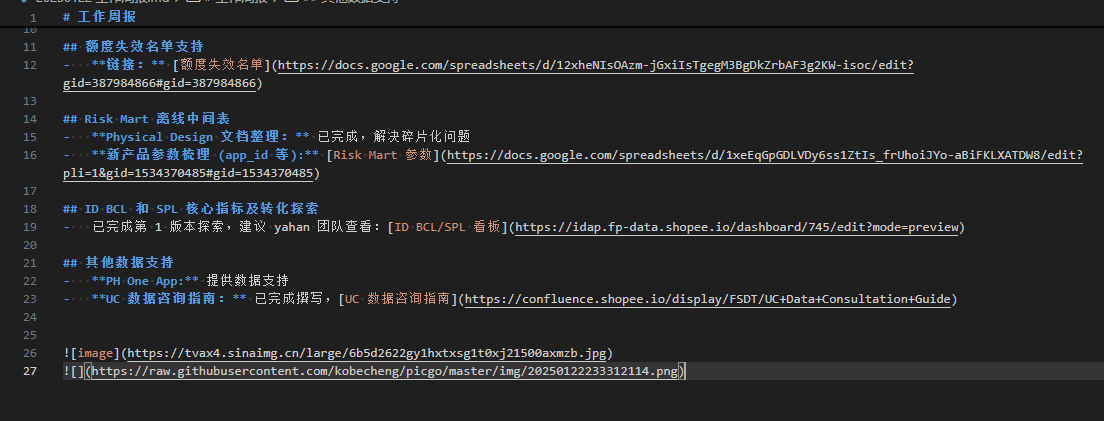 1 # 工作周报
10
11 ## 额度失效名单支持
12 - **链接：** [额度失效名单](https://docs.google.com/spreadsheets/d/12xheNIsOAzm-jGxiIsTgegM3BgDkZrbAF3g2KW-isoc/edit?
gid=387984866#gid=387984866)
13
14 ## Risk Mart 离线中间表
15 - **Physical Design 文档整理：** 已完成，解决碎片化问题
16 - **新产品参数梳理 (app_id 等):** [Risk Mart 参数](https://docs.google.com/spreadsheets/d/1xeEqGpGDLVDy6ss1ZtIs_frUhoiJYo-aBiFKLXATDW8/edit?
pli=1&gid=1534370485#gid=1534370485)
17
18 ## ID BCL 和 SPL 核心指标及转化探索
19 - 已完成第 1 版本探索，建议 yahan 团队查看：[ID BCL/SPL 看板](https://idap.fp-data.shopee.io/dashboard/745/edit?mode=preview)
20
21 ## 其他数据支持
22 - **PH One App:** 提供数据支持
23 - **UC 数据咨询指南：** 已完成撰写，[UC 数据咨询指南](https://confluence.shopee.io/display/FSDT/UC+Data+Consultation+Guide)
24
25
26 ![image](https://tvax4.sinaimg.cn/large/6b5d2622gy1hxtxsg1t0xj21500axmzb.jpg)
27 ![](https://raw.githubusercontent.com/kobecheng/picgo/master/img/20250122233312114.png)